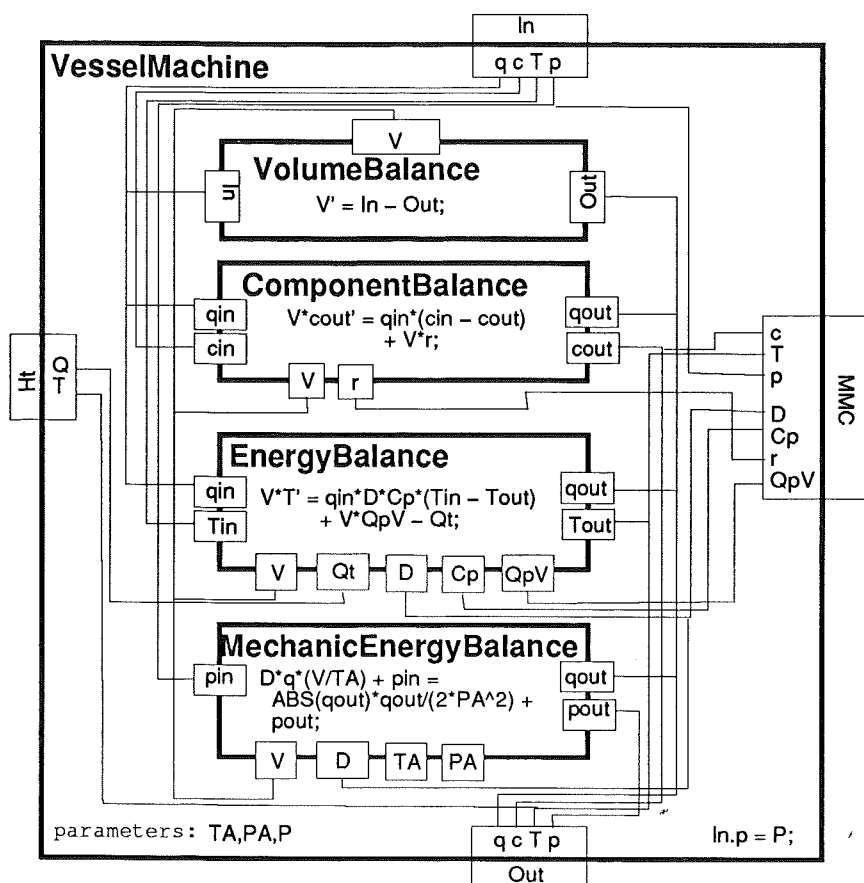 In
q c T p
VesselMachine
V
VolumeBalance
In
V' = In – Out;
Out
ComponentBalance
qin
cin
V*cout' = qin*(cin – cout)
+ V*r;
qout
cout
V
r
Ht
Q
T
c
T
p
D
Cp
r
QpV
MMC
EnergyBalance
qin
Tin
V*T' = qin*D*Cp*(Tin – Tout)
+ V*QpV – Qt;
qout
Tout
V
Qt
D
Cp
QpV
MechanicEnergyBalance
pin
D*q*(V/TA) + pin =
ABS(qout)*qout/(2*PA^2) +
pout;
qout
pout
V
D
TA
PA
parameters: TA,PA,P
q c T p
Out
In.p = P;